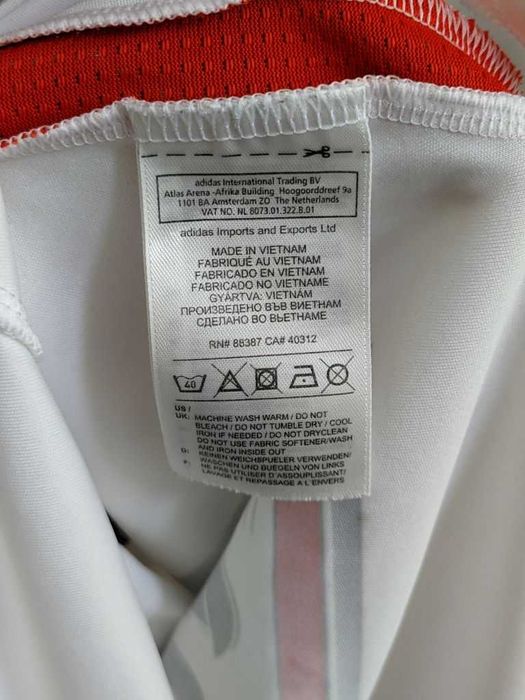 adidas International Trading BV
Atlas Arena -Afrika Building Hoogoorddreef 9a
1101 BA Amsterdam ZO The Netherlands
VAT NO. NL 8073.01.322.B.01
adidas Imports and Exports Ltd
MADE IN VIETNAM
FABRIQUÉ AU VIETNAM
FABRICADO EN VIETNAM
FABRICADO NO VIETNAME
GYÁRTVA: VIETNÁM
ПРОИЗВЕДЕНО ВЪВ ВИЕТНАМ
СДЕЛАНО ВО ВЬЕТНАМЕ
RN# 88387 CA# 40312
40
US /
UK: MACHINE WASH WARM / DO NOT
BLEACH / DO NOT TUMBLE DRY / COOL
IRON IF NEEDED / DO NOT DRYCLEAN
DO NOT USE FABRIC SOFTENER/WASH
AND IRON INSIDE OUT
D: KEINEN WEICHSPUELER VERWENDEN/
WASCHEN UND BUEGELN VON LINKS
F: NE PAS UTILISER D'ASSOUPLISSANT/
LAVAGE ET REPASSAGE A L'ENVERS